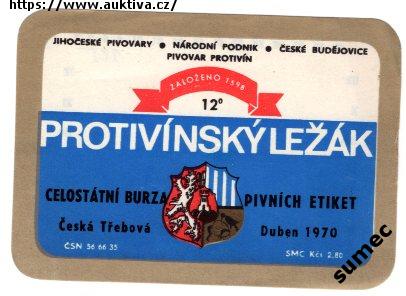 https://www.auktiva.cz/
JIHOČESKÉ PIVOVARY ● NÁRODNÍ PODNIK ● ČESKÉ BUDĚJOVICE
PIVOVAR PROTIVÍN
ZALOŽENO 1598
12°
PROTIVÍNSKÝ LEŽÁK
CELOSTÁTNÍ BURZA PIVNÍCH ETIKET
Česká Třebová Duben 1970
ČSN 56 66 35 SMC Kčs 2,80
sumec